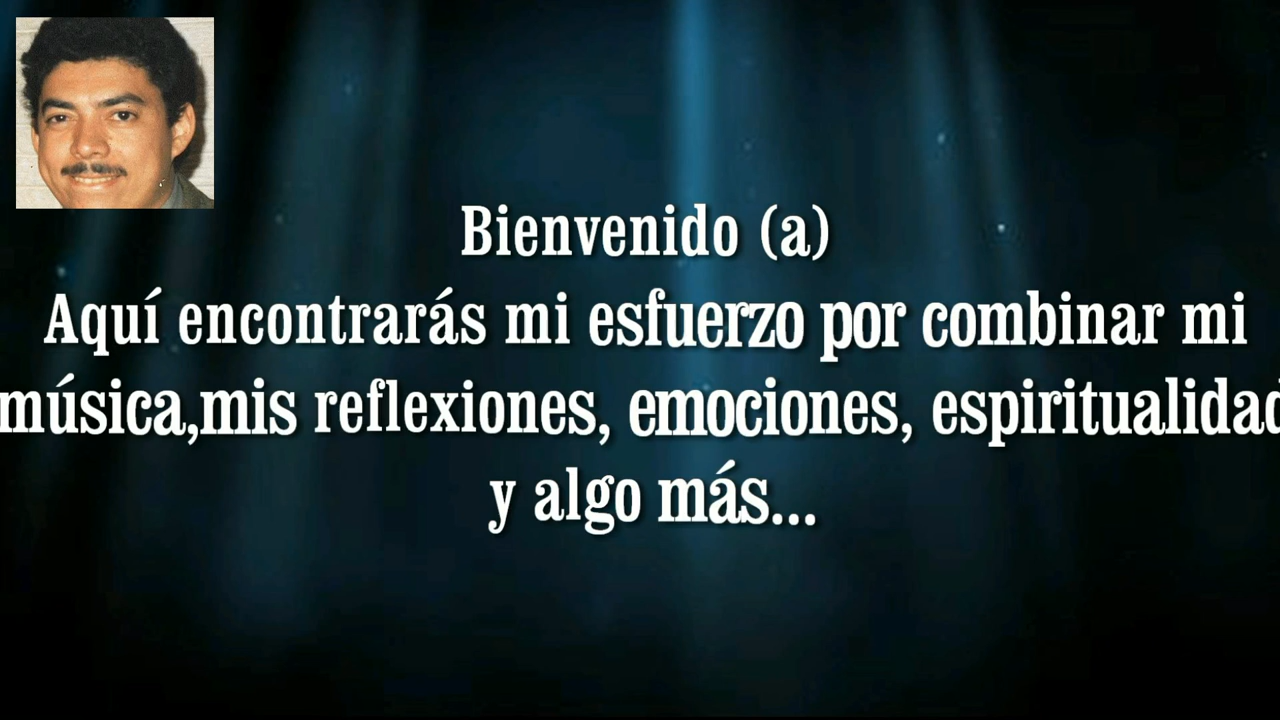 Bienvenido (a)
Aquí encontrarás mi esfuerzo por combinar mi
música,mis reflexiones, emociones, espiritualidad
y algo más...